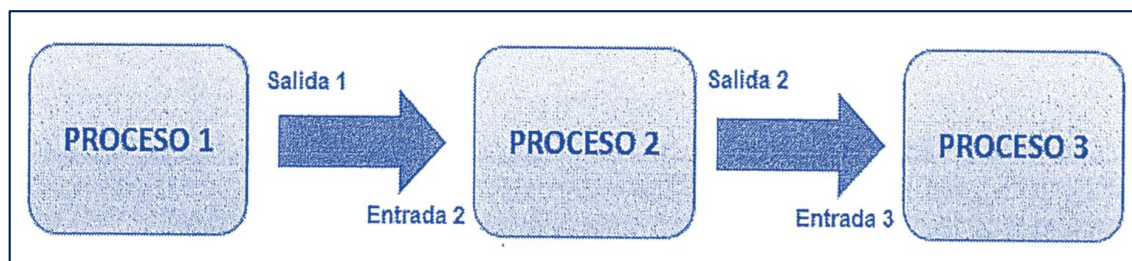 PROCESO 1
Salida 1
Entrada 2
PROCESO 2
Salida 2
Entrada 3
PROCESO 3